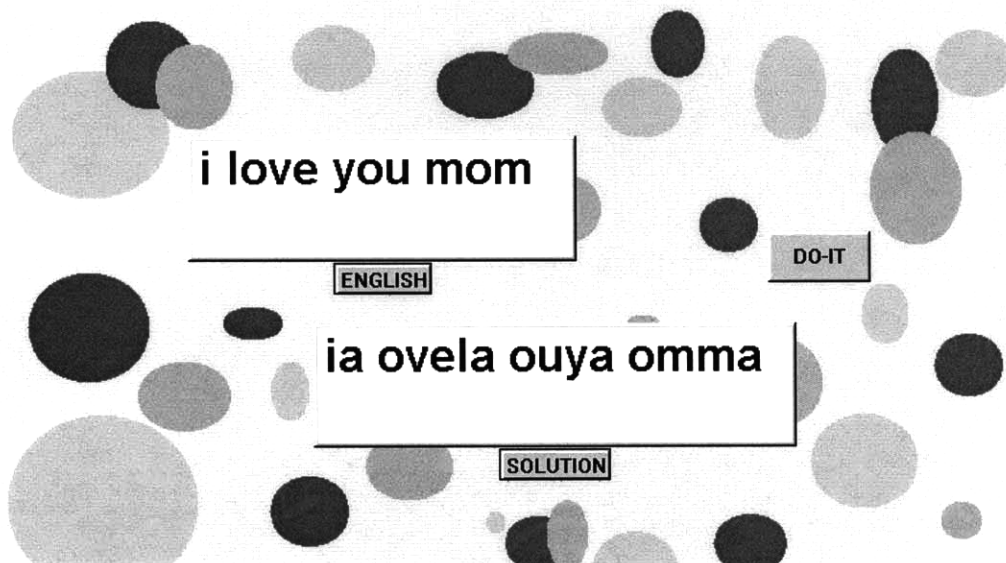 i love you mom
ENGLISH
DO-IT
ia ovela ouya omma
SOLUTION